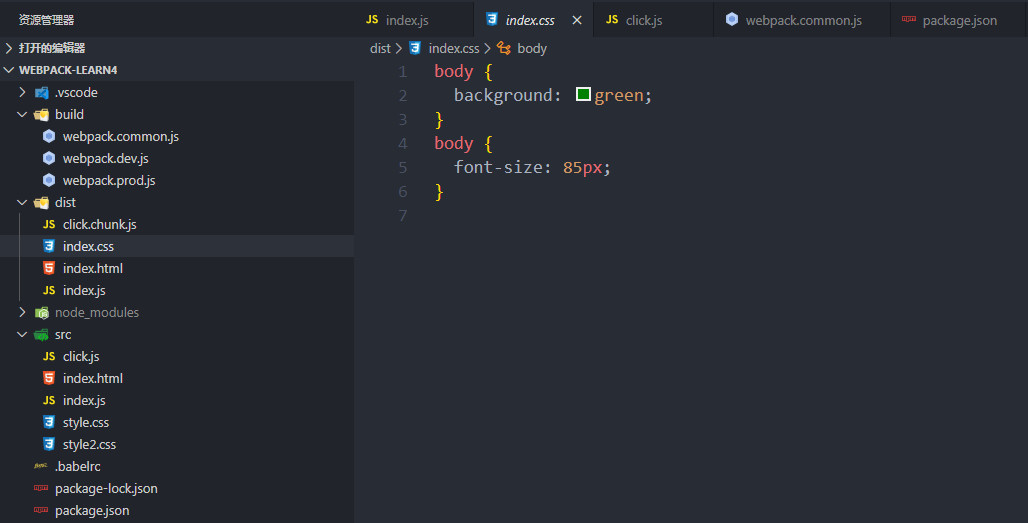 资源管理器
打开的编辑器
WEBPACK-LEARN4
.vscode
build
webpack.common.js
webpack.dev.js
webpack.prod.js
dist
click.chunk.js
index.css
index.html
index.js
node_modules
src
click.js
index.html
index.js
style.css
style2.css
.babelrc
package-lock.json
package.json
JS index.js
index.css
JS click.js
webpack.common.js
package.json
dist > index.css > body
1 body {
2 background: green;
3 }
4 body {
5 font-size: 85px;
6 }
7